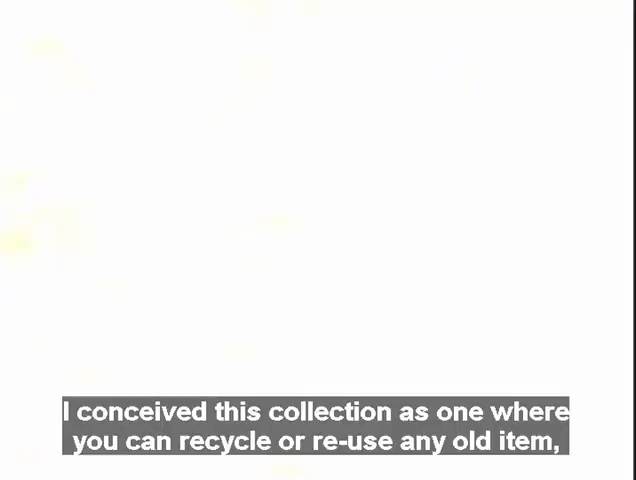 I conceived this collection as one where
you can recycle or re-use any old item,